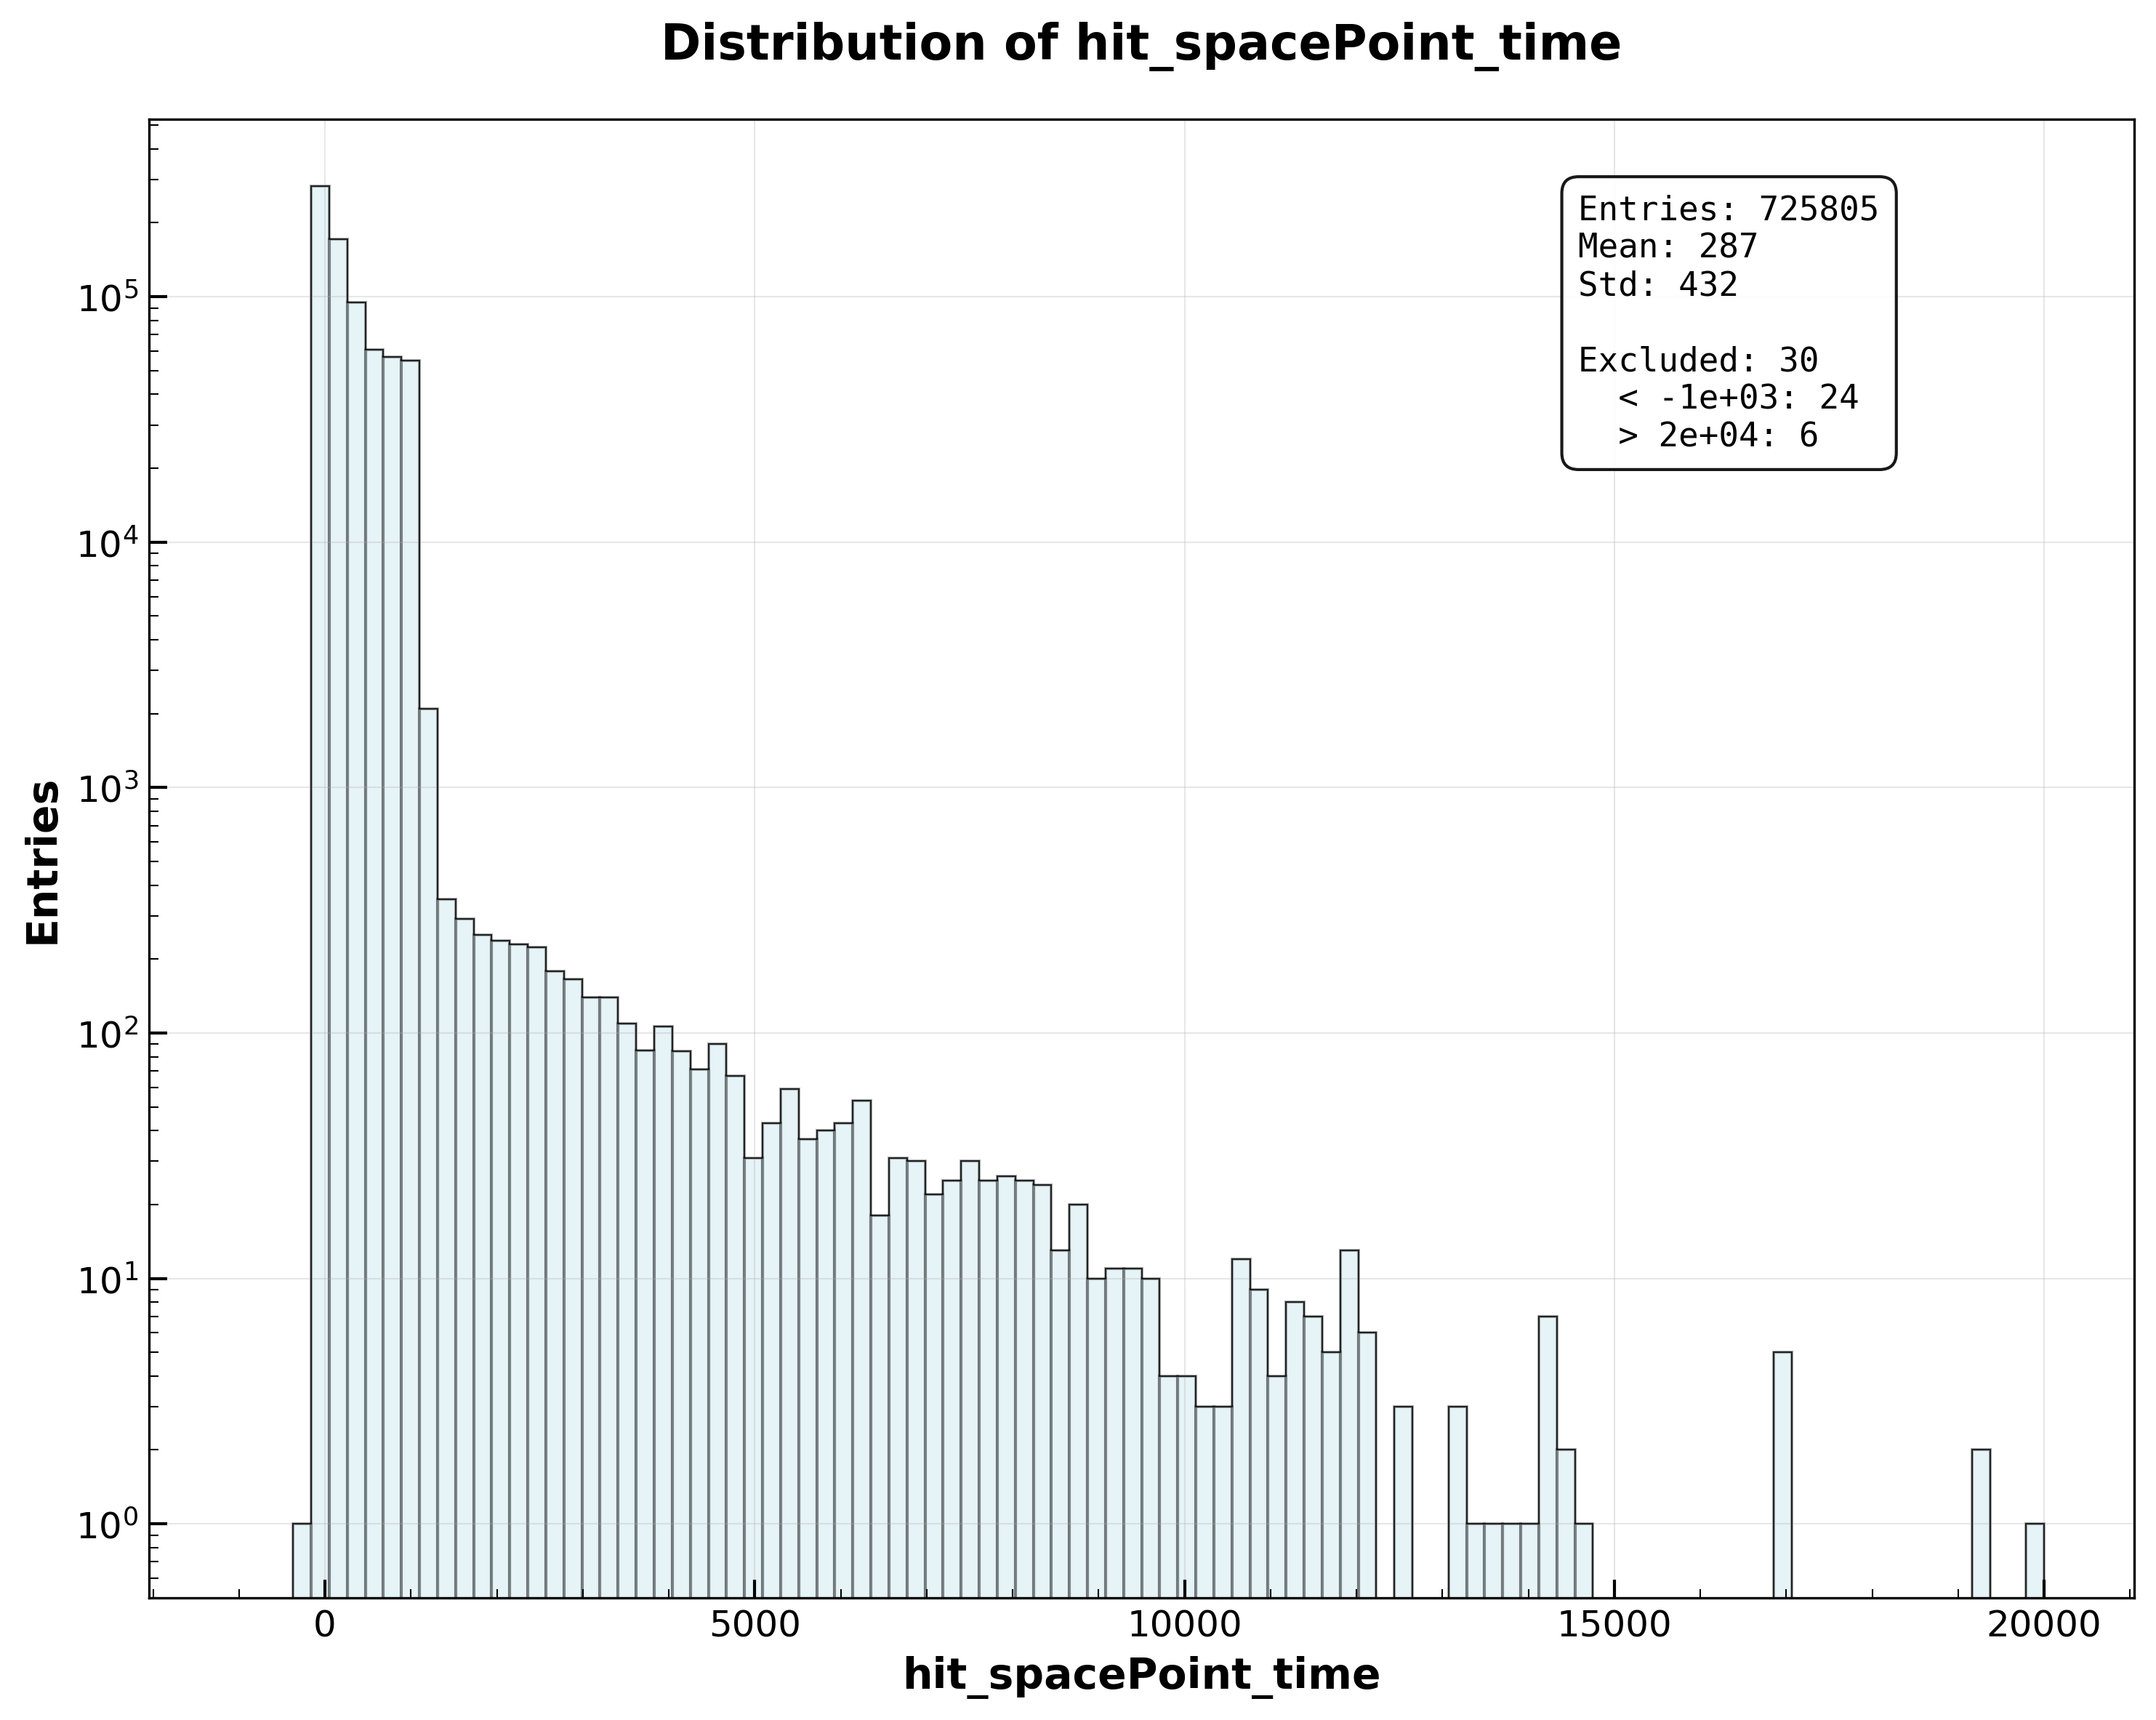 Distribution of hit_spacePoint_time
Entries: 725805
Mean: 287
Std: 432
Excluded: 30
< -1e+03: 24
> 2e+04: 6
10^5
10^4
10^3
10^2
10^1
10^0
Entries
0 5000 10000 15000 20000
hit_spacePoint_time